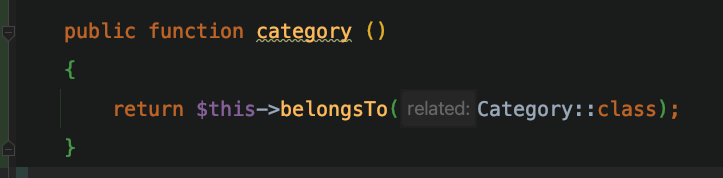 public function category ()
{
return $this->belongsTo( related: Category::class);
}